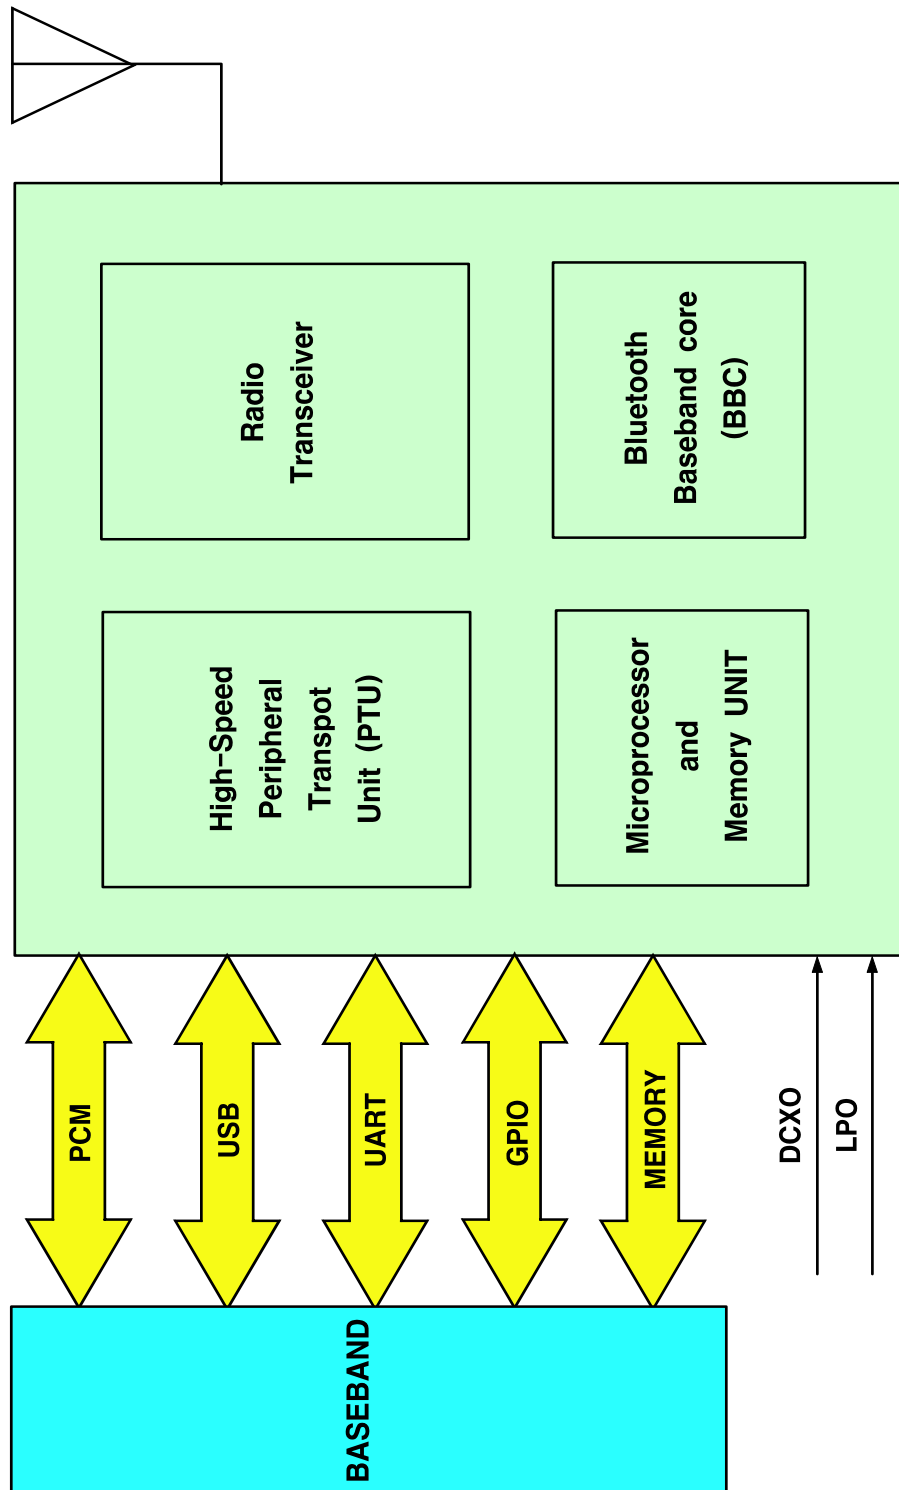 BASEBAND
PCM
USB
UART
GPIO
MEMORY
DCXO
LPO
High-Speed
Peripheral
Transpot
Unit (PTU)
Radio
Transceiver
Microprocessor
and
Memory UNIT
Bluetooth
Baseband core
(BBC)